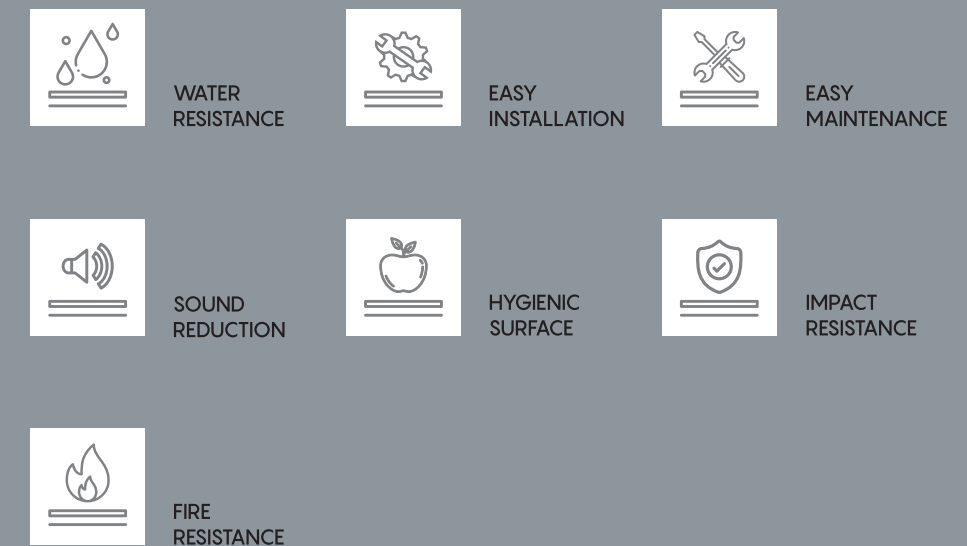 WATER
RESISTANCE
EASY
INSTALLATION
EASY
MAINTENANCE
SOUND
REDUCTION
HYGIENIC
SURFACE
IMPACT
RESISTANCE
FIRE
RESISTANCE